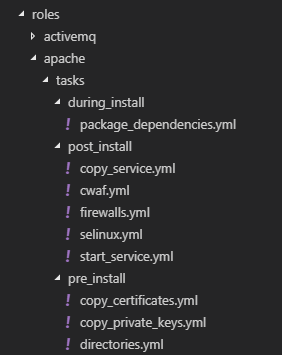 roles
activemq
apache
tasks
during_install
package_dependencies.yml
post_install
copy_service.yml
cwaf.yml
firewalls.yml
selinux.yml
start_service.yml
pre_install
copy_certificates.yml
copy_private_keys.yml
directories.yml